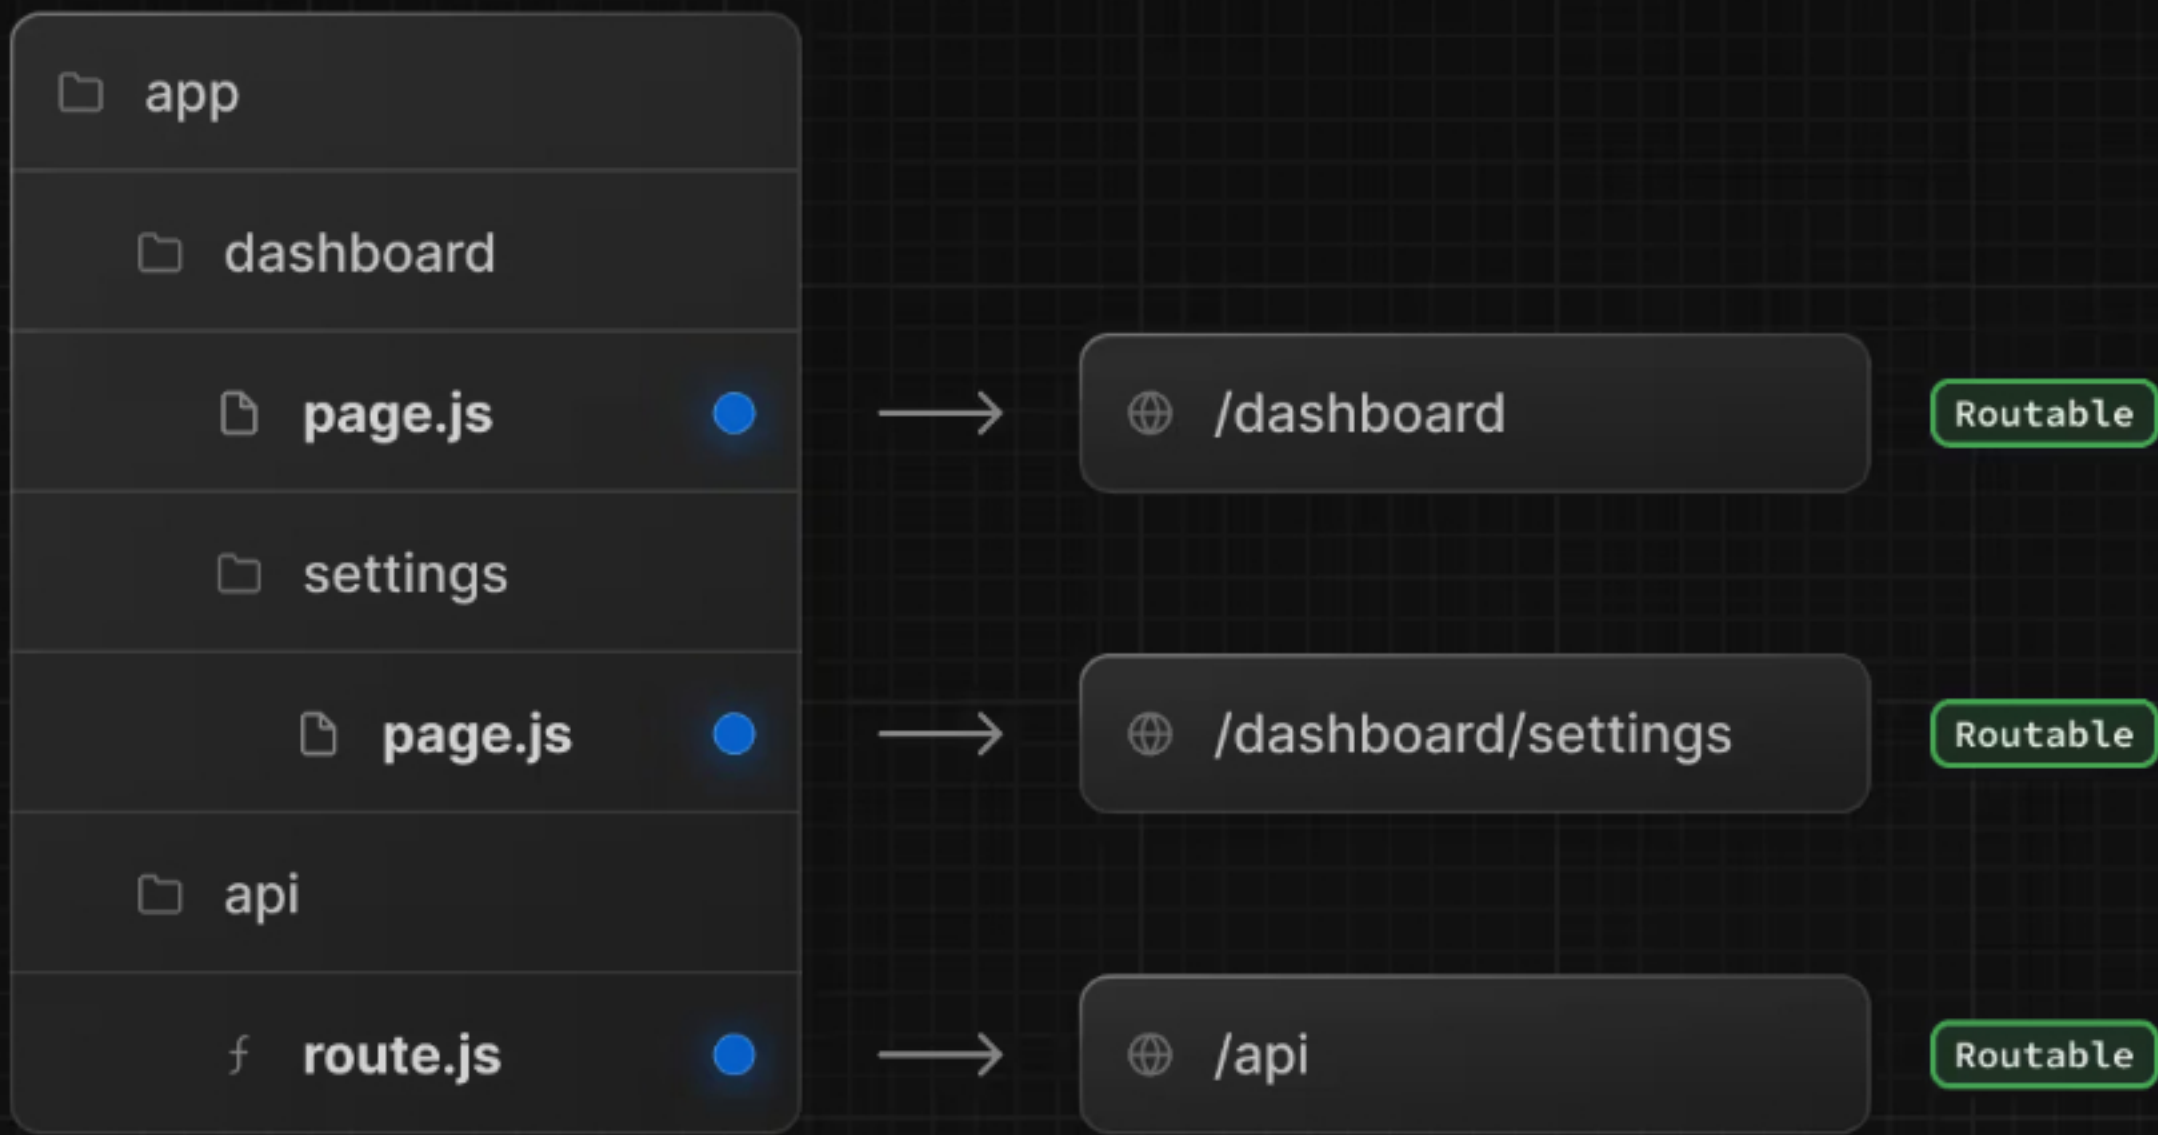 app
dashboard
page.js
/dashboard
Routable
settings
page.js
/dashboard/settings
Routable
api
route.js
/api
Routable